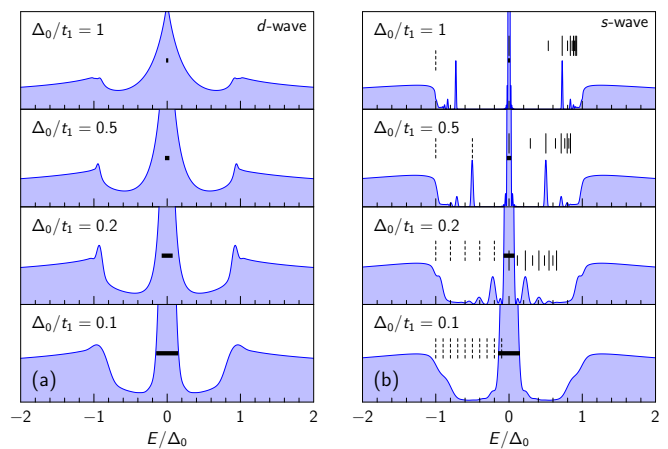 Δ₀/t₁ = 1
d-wave
Δ₀/t₁ = 0.5
Δ₀/t₁ = 0.2
Δ₀/t₁ = 0.1
(a)
−2 −1 0 1 2
E/Δ₀
Δ₀/t₁ = 1
s-wave
Δ₀/t₁ = 0.5
Δ₀/t₁ = 0.2
Δ₀/t₁ = 0.1
(b)
−2 −1 0 1 2
E/Δ₀